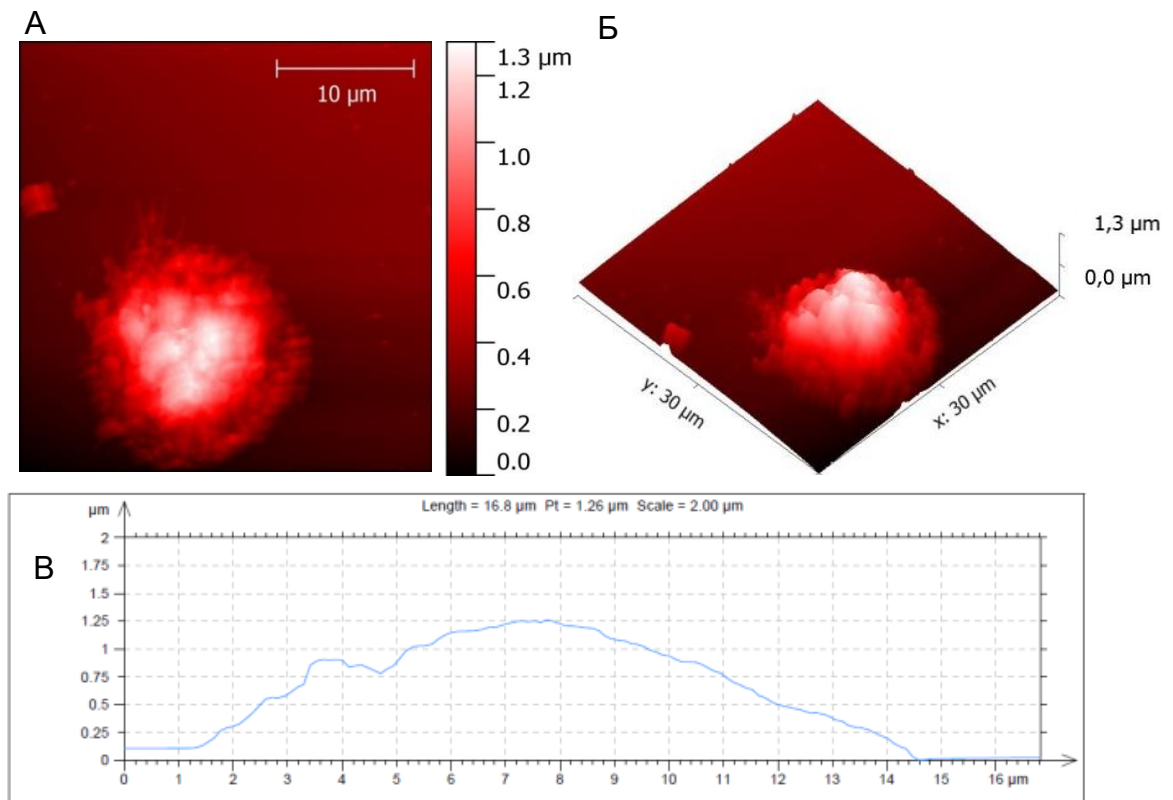 А
Б
10 µm
1.3 µm
1.2
1.0
0.8
0.6
0.4
0.2
0.0
1,3 µm
0,0 µm
y: 30 µm
x: 30 µm
В
Length = 16.8 µm Pt = 1.26 µm Scale = 2.00 µm
µm
2
1.75
1.5
1.25
1
0.75
0.5
0.25
0
0 1 2 3 4 5 6 7 8 9 10 11 12 13 14 15 16 µm